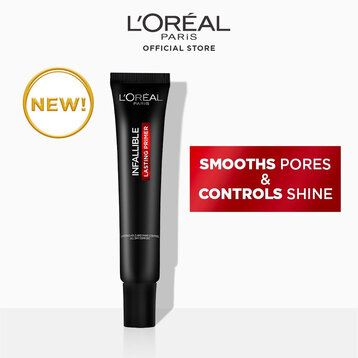 L'ORÉAL
PARIS
OFFICIAL STORE
NEW!
L'ORÉAL
PARIS
INFALLIBLE
LASTING PRIMER
SMOOTHS PORES
&
CONTROLS SHINE